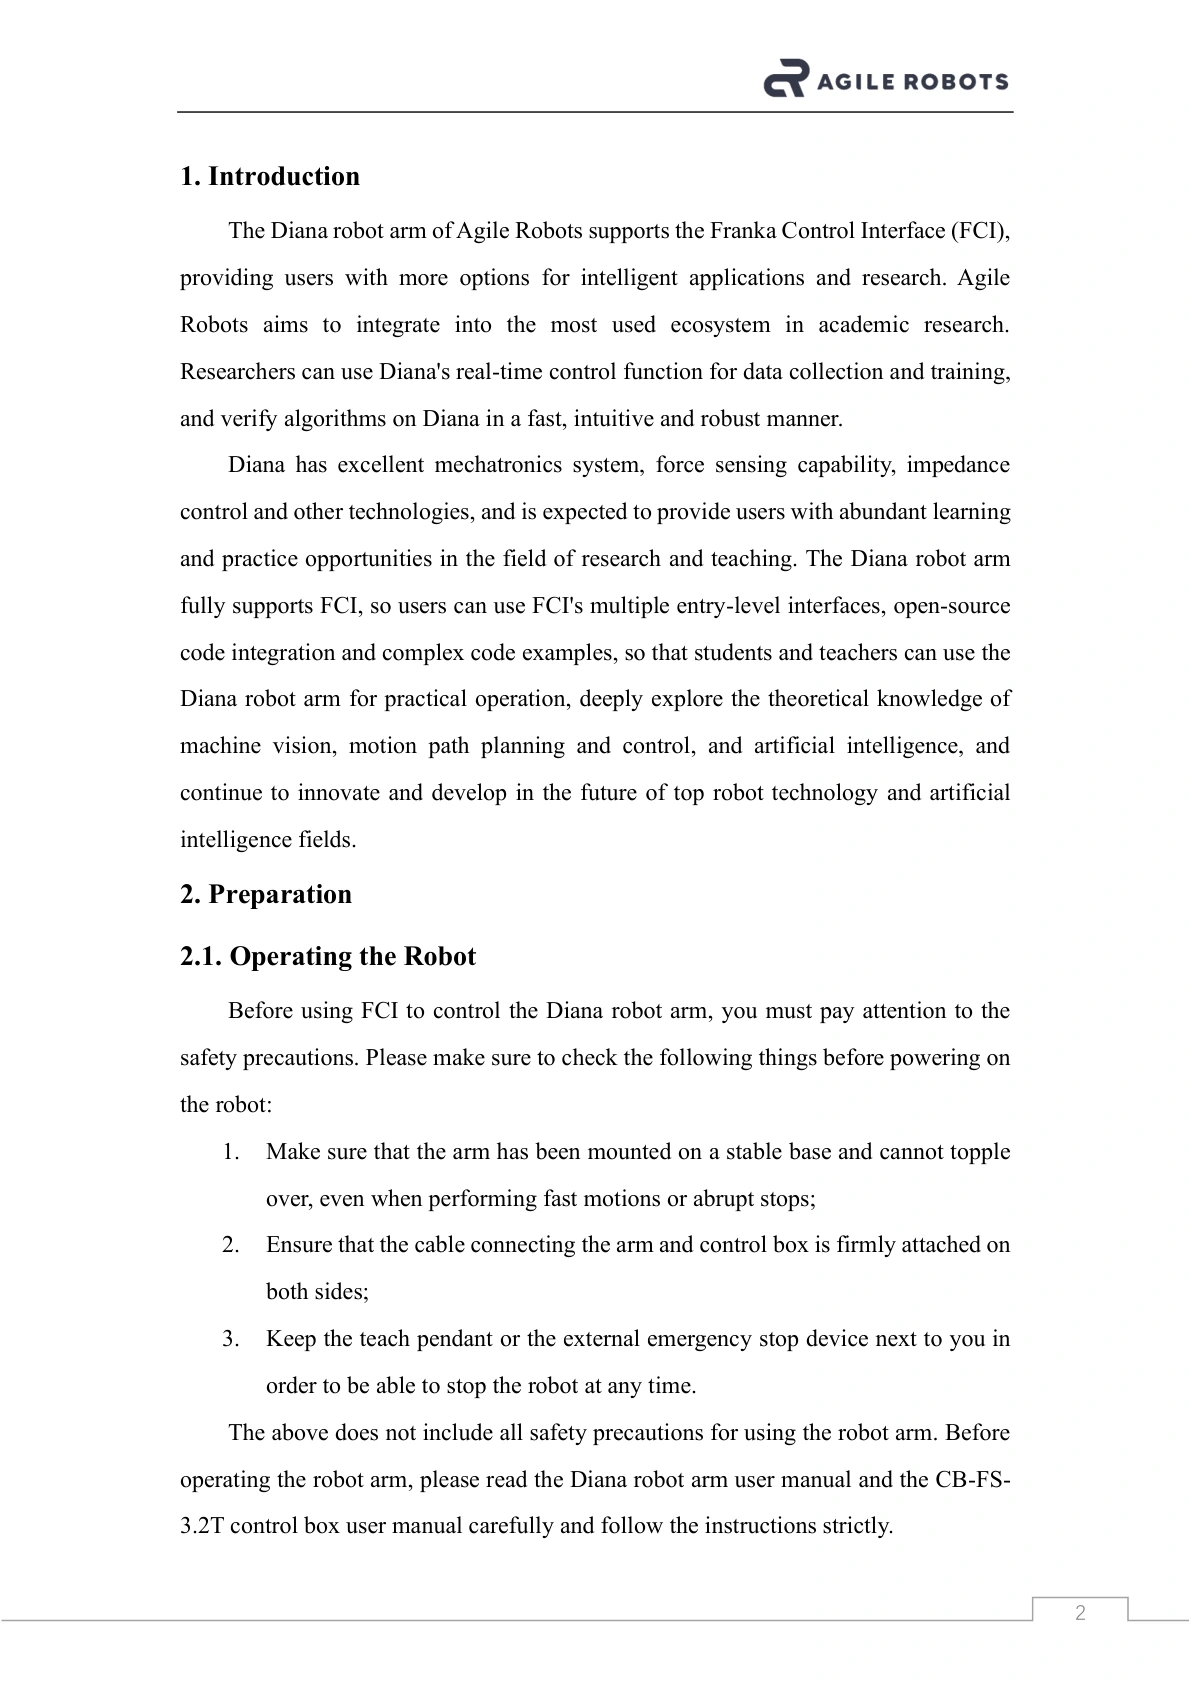 AGILE ROBOTS
1. Introduction
The Diana robot arm of Agile Robots supports the Franka Control Interface (FCI),
providing users with more options for intelligent applications and research. Agile
Robots aims to integrate into the most used ecosystem in academic research.
Researchers can use Diana's real-time control function for data collection and training,
and verify algorithms on Diana in a fast, intuitive and robust manner.
Diana has excellent mechatronics system, force sensing capability, impedance
control and other technologies, and is expected to provide users with abundant learning
and practice opportunities in the field of research and teaching. The Diana robot arm
fully supports FCI, so users can use FCI's multiple entry-level interfaces, open-source
code integration and complex code examples, so that students and teachers can use the
Diana robot arm for practical operation, deeply explore the theoretical knowledge of
machine vision, motion path planning and control, and artificial intelligence, and
continue to innovate and develop in the future of top robot technology and artificial
intelligence fields.
2. Preparation
2.1. Operating the Robot
Before using FCI to control the Diana robot arm, you must pay attention to the
safety precautions. Please make sure to check the following things before powering on
the robot:
1. Make sure that the arm has been mounted on a stable base and cannot topple
over, even when performing fast motions or abrupt stops;
2. Ensure that the cable connecting the arm and control box is firmly attached on
both sides;
3. Keep the teach pendant or the external emergency stop device next to you in
order to be able to stop the robot at any time.
The above does not include all safety precautions for using the robot arm. Before
operating the robot arm, please read the Diana robot arm user manual and the CB-FS-
3.2T control box user manual carefully and follow the instructions strictly.
2